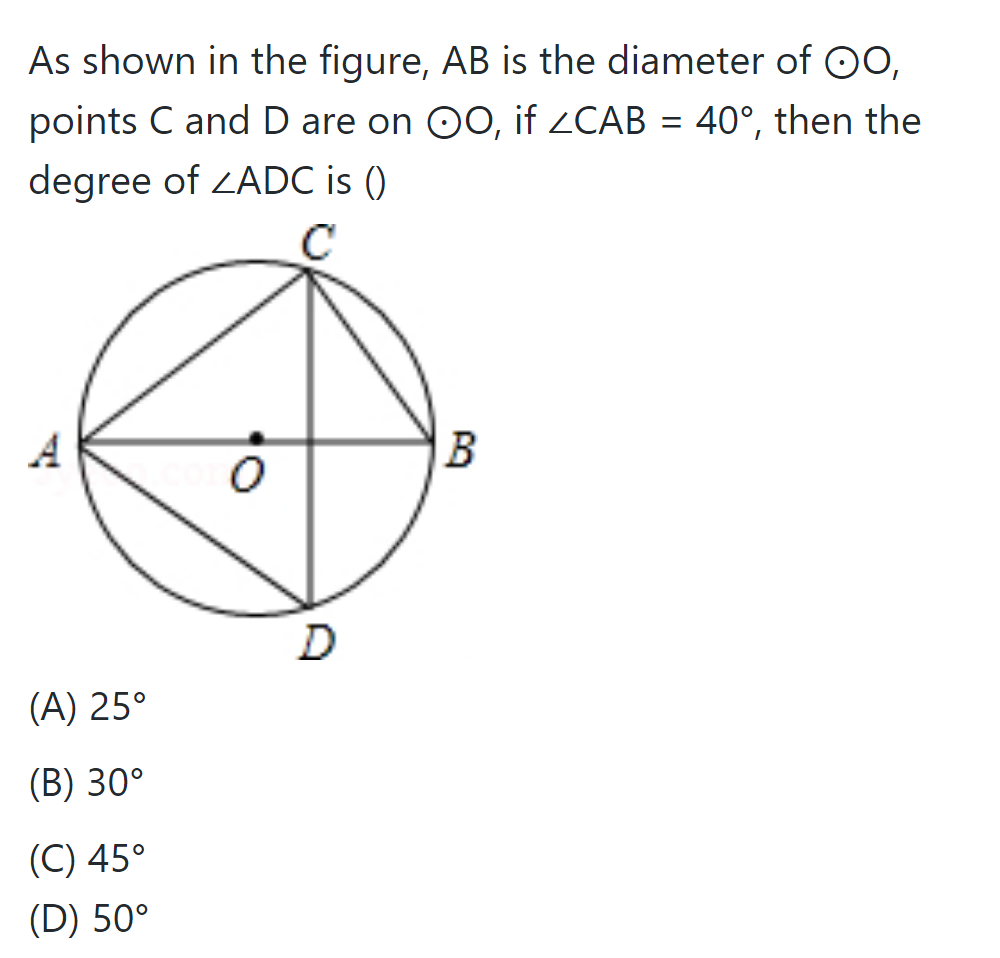 As shown in the figure, AB is the diameter of ⊙O,
points C and D are on ⊙O, if ∠CAB = 40°, then the
degree of ∠ADC is ()
C
A
B
O
D
(A) 25°
(B) 30°
(C) 45°
(D) 50°